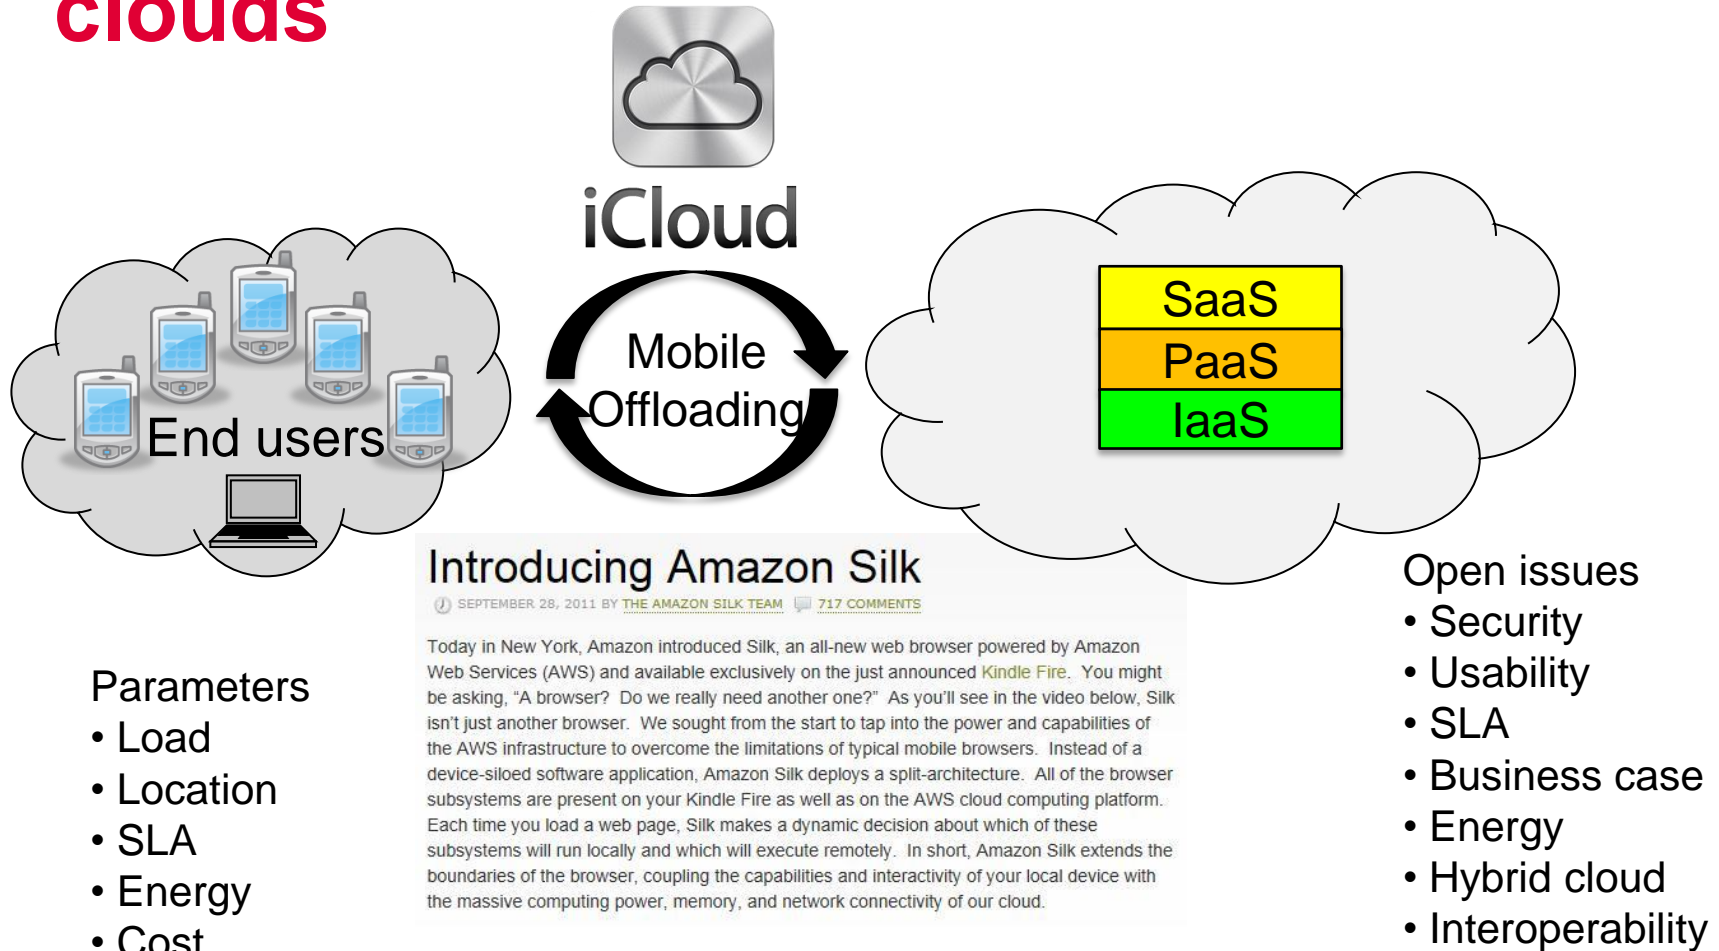 clouds
iCloud
Mobile
Offloading
End users
SaaS
PaaS
IaaS
Introducing Amazon Silk
SEPTEMBER 28, 2011 BY THE AMAZON SILK TEAM 717 COMMENTS
Today in New York, Amazon introduced Silk, an all-new web browser powered by Amazon
Web Services (AWS) and available exclusively on the just announced Kindle Fire. You might
be asking, “A browser? Do we really need another one?” As you’ll see in the video below, Silk
isn’t just another browser. We sought from the start to tap into the power and capabilities of
the AWS infrastructure to overcome the limitations of typical mobile browsers. Instead of a
device-siloed software application, Amazon Silk deploys a split-architecture. All of the browser
subsystems are present on your Kindle Fire as well as on the AWS cloud computing platform.
Each time you load a web page, Silk makes a dynamic decision about which of these
subsystems will run locally and which will execute remotely. In short, Amazon Silk extends the
boundaries of the browser, coupling the capabilities and interactivity of your local device with
the massive computing power, memory, and network connectivity of our cloud.
Parameters
• Load
• Location
• SLA
• Energy
• Cost
Open issues
• Security
• Usability
• SLA
• Business case
• Energy
• Hybrid cloud
• Interoperability